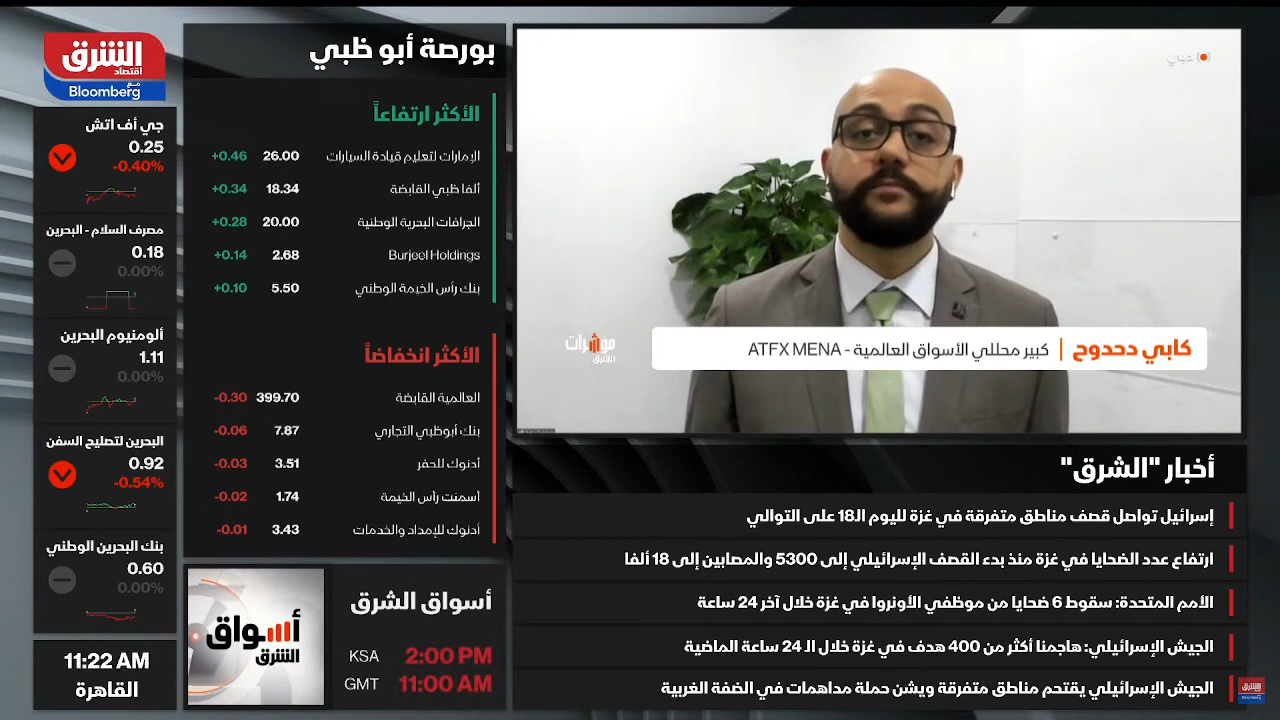 الشرق
اقتصاد
مع
Bloomberg
جي أف اتش
0.25
-0.40%
مصرف السلام - البحرين
0.18
0.00%
ألومنيوم البحرين
1.11
0.00%
البحرين لتصليح السفن
0.92
-0.54%
بنك البحرين الوطني
0.60
0.00%
11:22 AM
القاهرة
بورصة أبو ظبي
الأكثر ارتفاعاً
الإمارات لتعليم قيادة السيارات 26.00 +0.46
ألفا ظبي القابضة 18.34 +0.34
الجرافات البحرية الوطنية 20.00 +0.28
Burjeel Holdings 2.68 +0.14
بنك رأس الخيمة الوطني 5.50 +0.10
الأكثر انخفاضاً
العالمية القابضة 399.70 -0.30
بنك أبوظبي التجاري 7.87 -0.06
أدنوك للحفر 3.51 -0.03
أسمنت رأس الخيمة 1.74 -0.02
أدنوك للإمداد والخدمات 3.43 -0.01
أسواق الشرق
أسواق
الشرق
KSA 2:00 PM
GMT 11:00 AM
دبي
مؤشرات
الشرق
كابي دحدوح | كبير محللي الأسواق العالمية - ATFX MENA
أخبار "الشرق"
إسرائيل تواصل قصف مناطق متفرقة في غزة لليوم الـ18 على التوالي
ارتفاع عدد الضحايا في غزة منذ بدء القصف الإسرائيلي إلى 5300 والمصابين إلى 18 ألفا
الأمم المتحدة: سقوط 6 ضحايا من موظفي الأونروا في غزة خلال آخر 24 ساعة
الجيش الإسرائيلي: هاجمنا أكثر من 400 هدف في غزة خلال الـ 24 ساعة الماضية
الجيش الإسرائيلي يقتحم مناطق متفرقة ويشن حملة مداهمات في الضفة الغربية
الشرق
Bloomberg